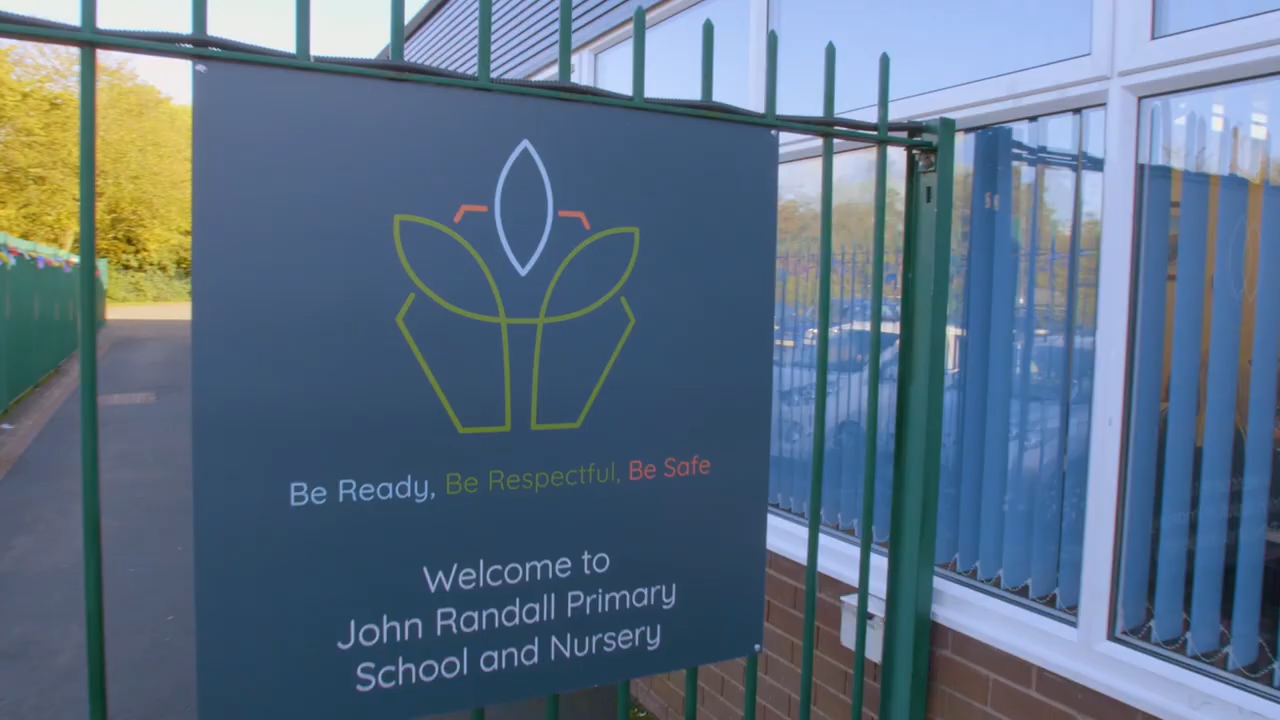 Be Ready, Be Respectful, Be Safe
Welcome to
John Randall Primary
School and Nursery